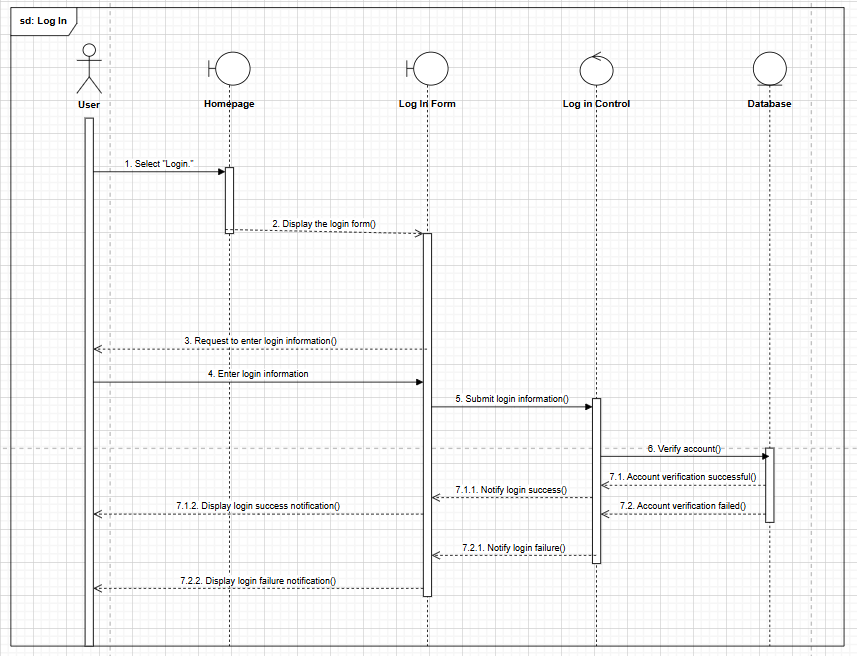 sd: Log In
User
Homepage
Log In Form
Log in Control
Database
1. Select "Login."
2. Display the login form()
3. Request to enter login information()
4. Enter login information
5. Submit login information()
6. Verify account()
7.1. Account verification successful()
7.1.1. Notify login success()
7.1.2. Display login success notification()
7.2. Account verification failed()
7.2.1. Notify login failure()
7.2.2. Display login failure notification()